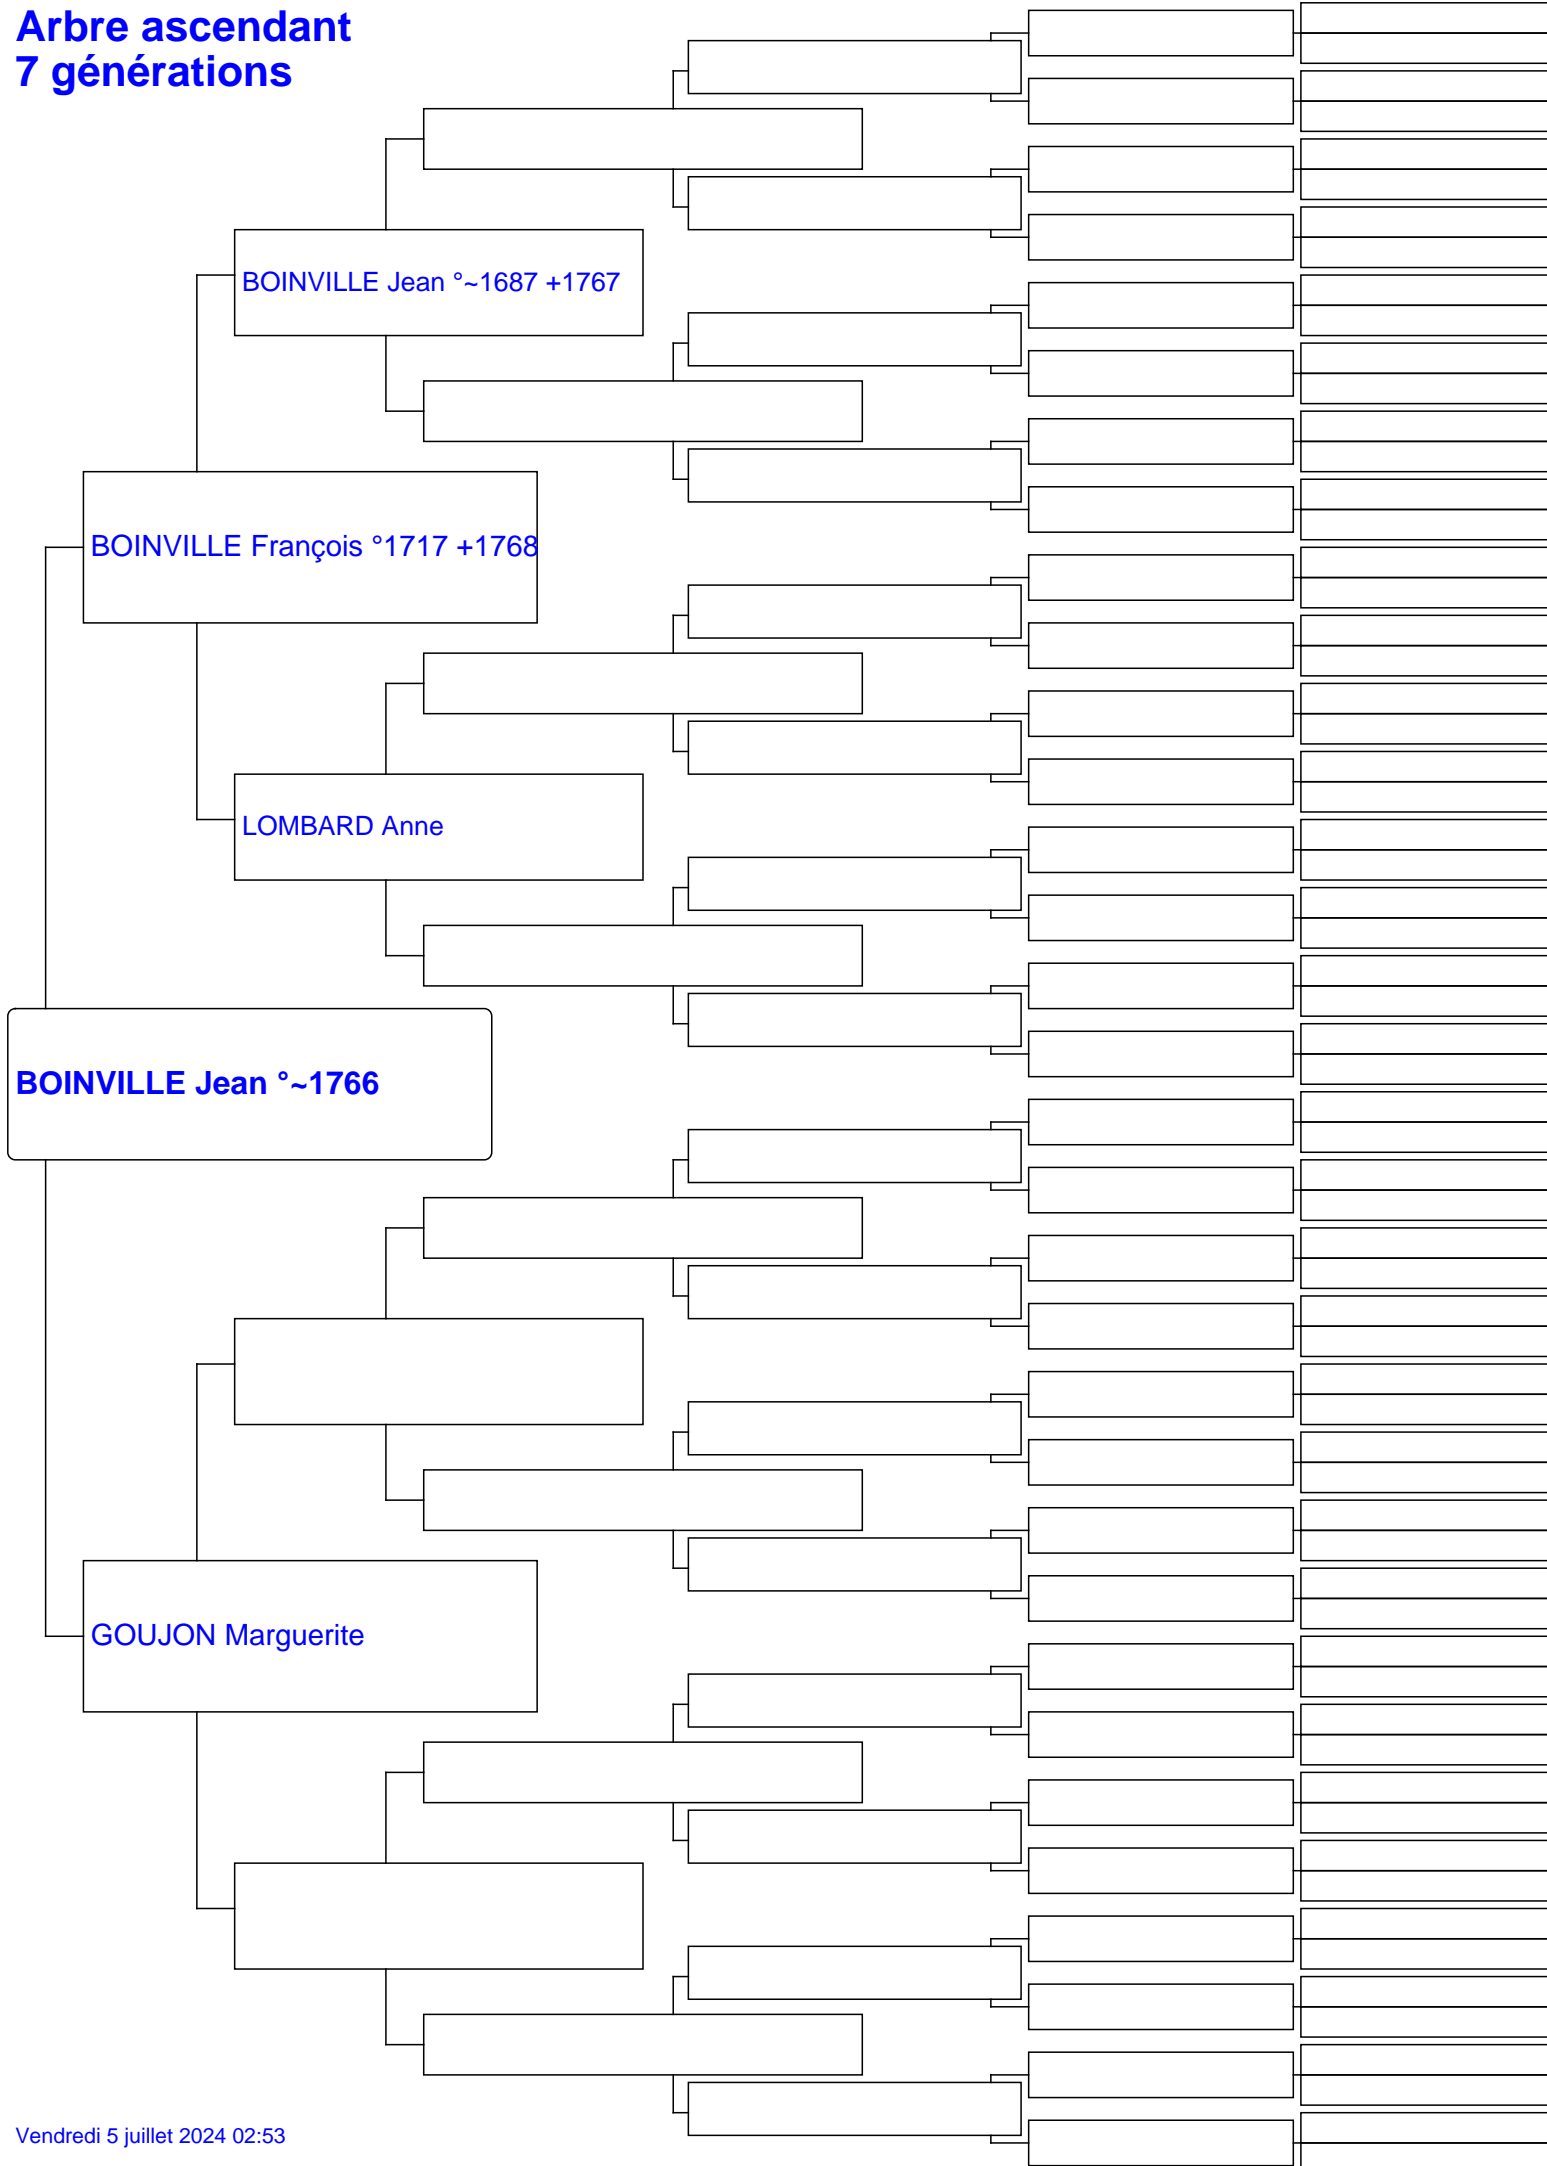 Arbre ascendant
7 générations
BOINVILLE Jean °~1687 +1767
BOINVILLE François °1717 +1768
LOMBARD Anne
BOINVILLE Jean °~1766
GOUJON Marguerite
Vendredi 5 juillet 2024 02:53